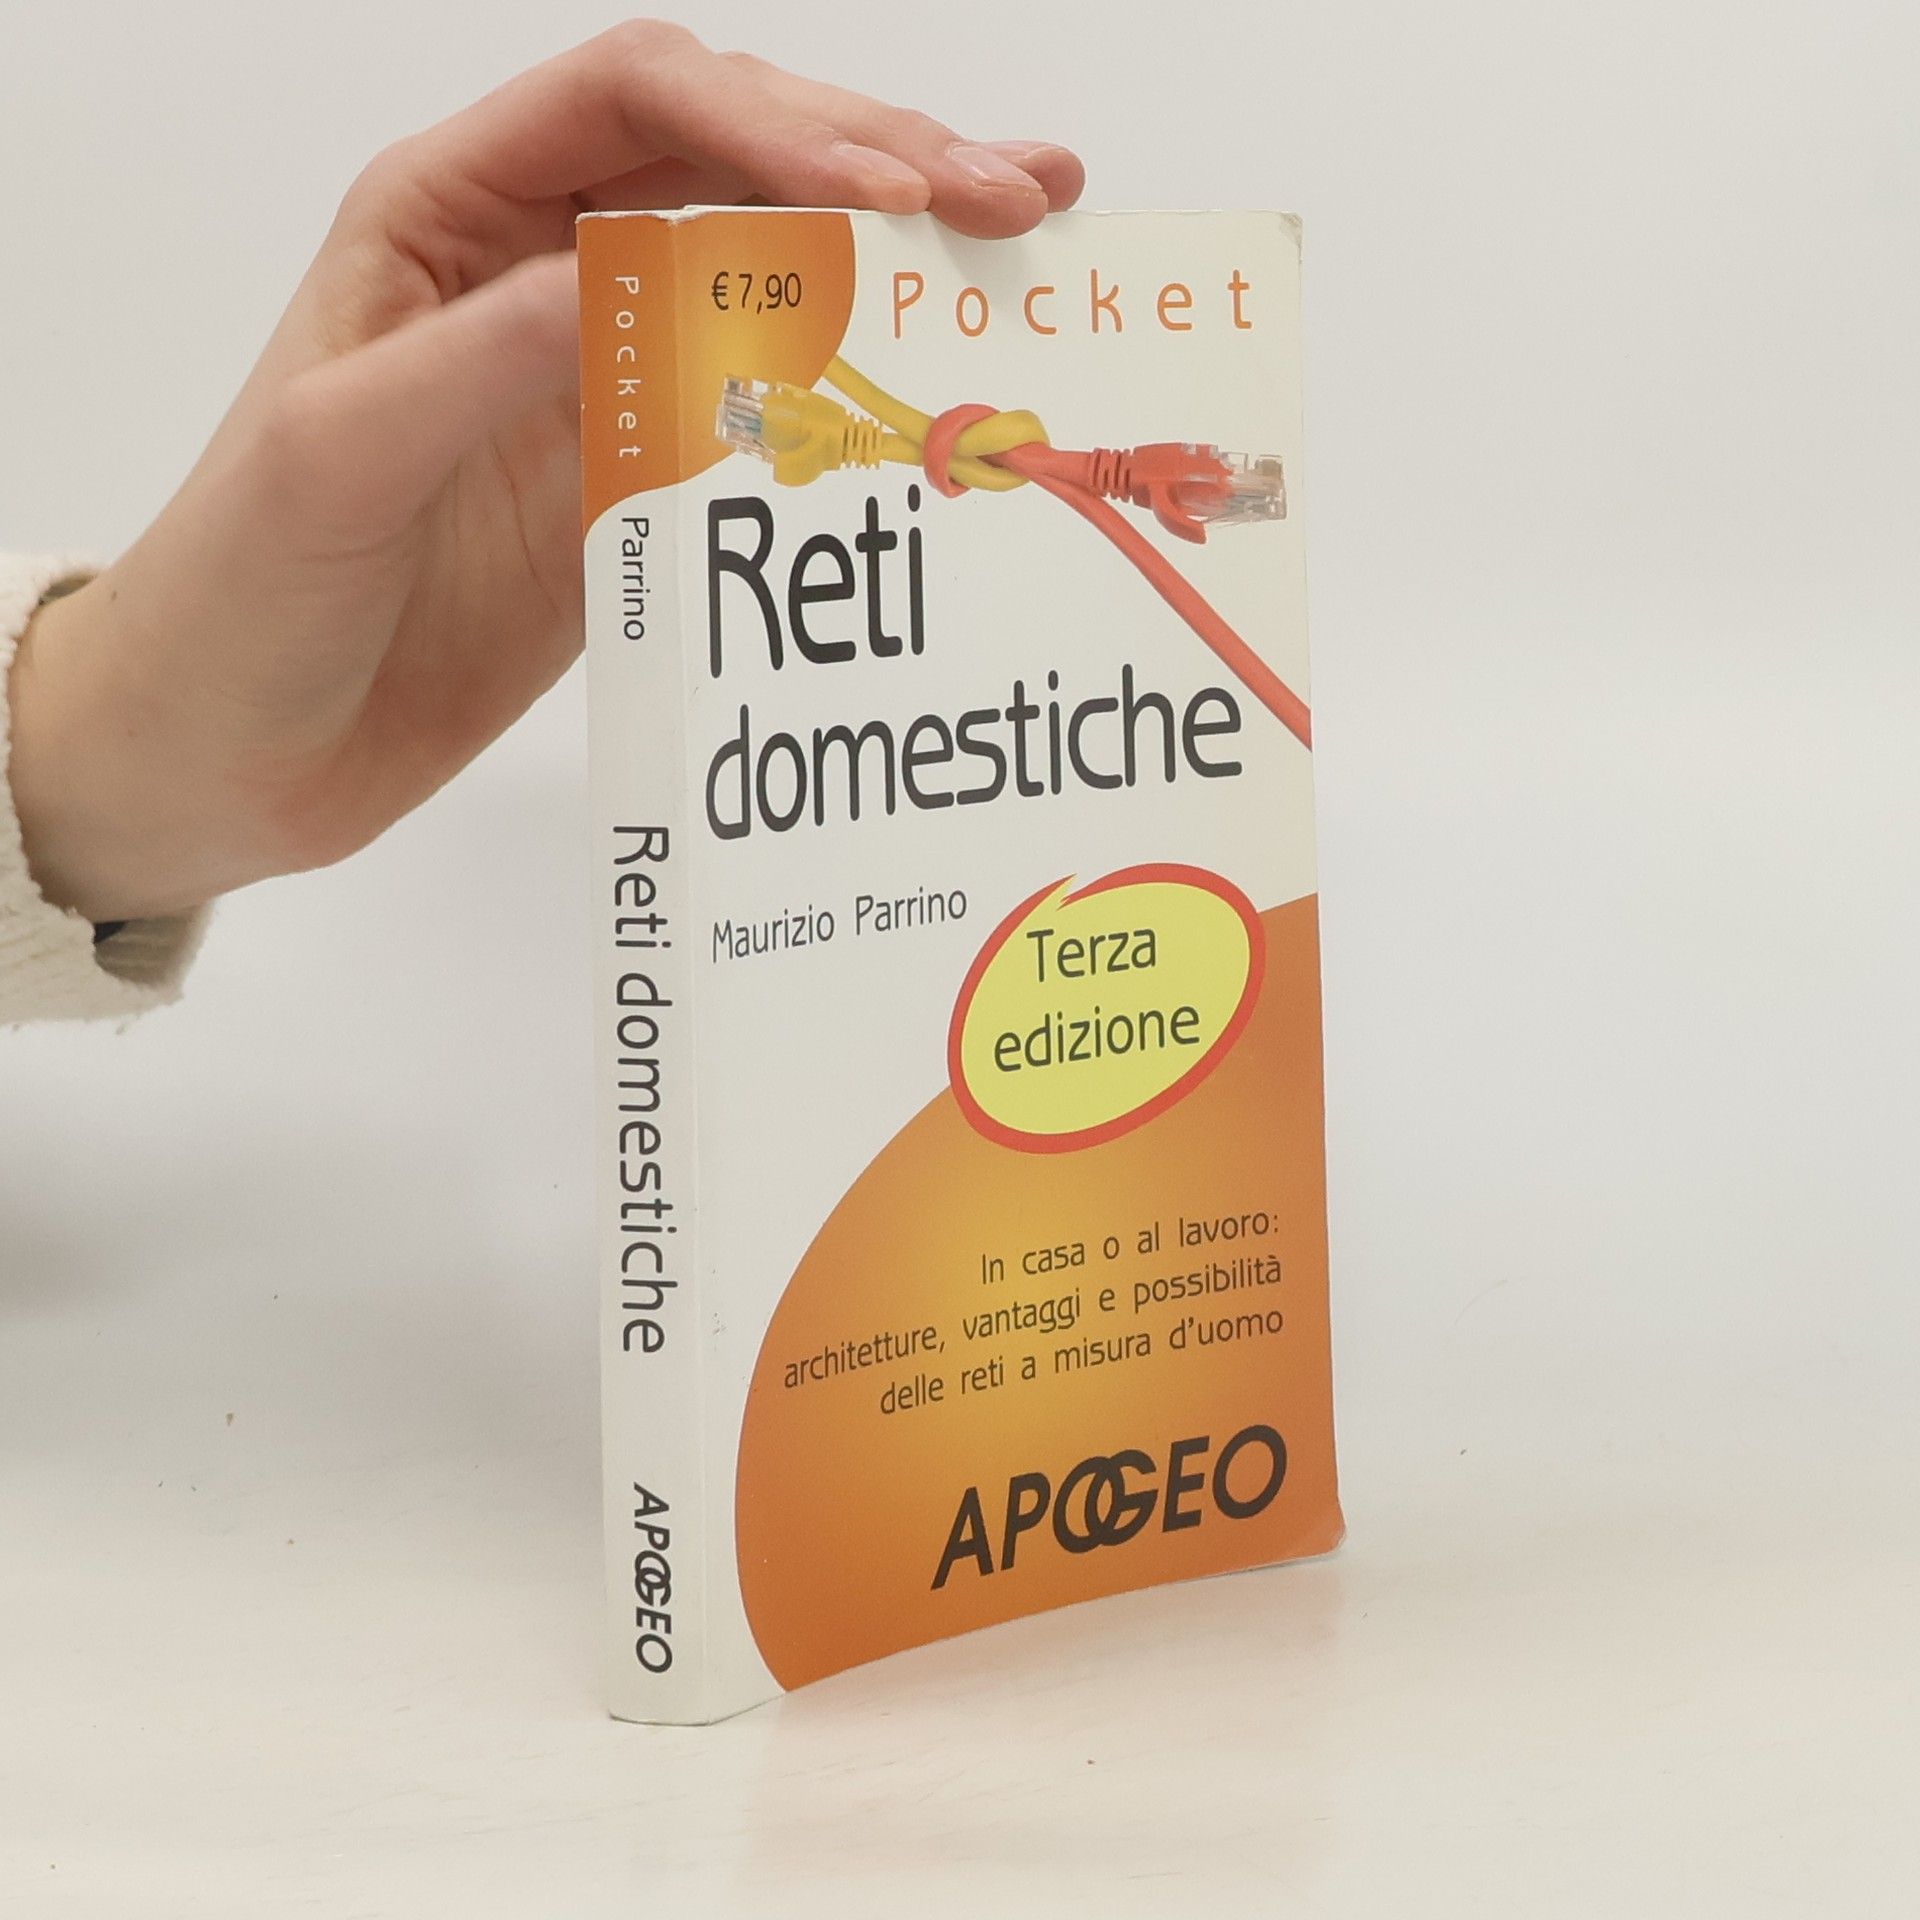 Pocket
Parrino
Reti domestiche
APOGEO
€ 7,90
Pocket
Reti
domestiche
Maurizio Parrino
Terza
edizione
In casa o al lavoro:
architetture, vantaggi e possibilità
delle reti a misura d'uomo
APOGEO